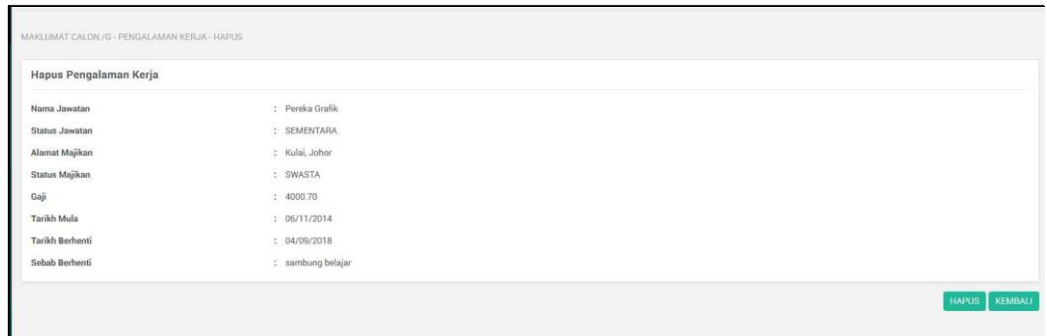 MAKLUMAT CALON /G - PENGALAMAN KERJA - HAPUS
Hapus Pengalaman Kerja
Nama Jawatan : Pereka Grafik
Status Jawatan : SEMENTARA
Alamat Majikan : Kulai, Johor
Status Majikan : SWASTA
Gaji : 4000.70
Tarikh Mula : 06/11/2014
Tarikh Berhenti : 04/09/2018
Sebab Berhenti : sambung belajar
HAPUS KEMBALI